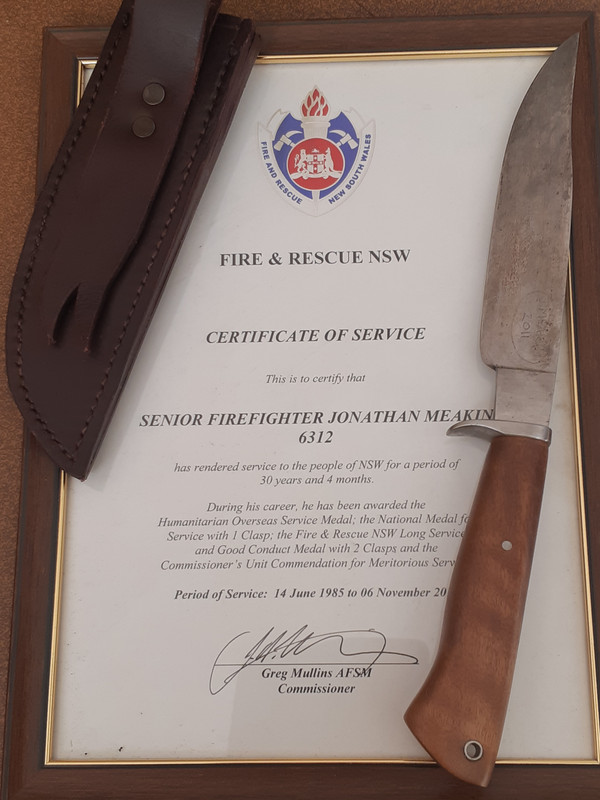 FIRE AND RESCUE NEW SOUTH WALES
FIRE & RESCUE NSW
CERTIFICATE OF SERVICE
This is to certify that
SENIOR FIREFIGHTER JONATHAN MEAKIN
6312
has rendered service to the people of NSW for a period of
30 years and 4 months.
During his career, he has been awarded the
Humanitarian Overseas Service Medal; the National Medal fo
Service with 1 Clasp; the Fire & Rescue NSW Long Service
and Good Conduct Medal with 2 Clasps and the
Commissioner's Unit Commendation for Meritorious Serv
Period of Service: 14 June 1985 to 06 November 20
Greg Mullins AFSM
Commissioner